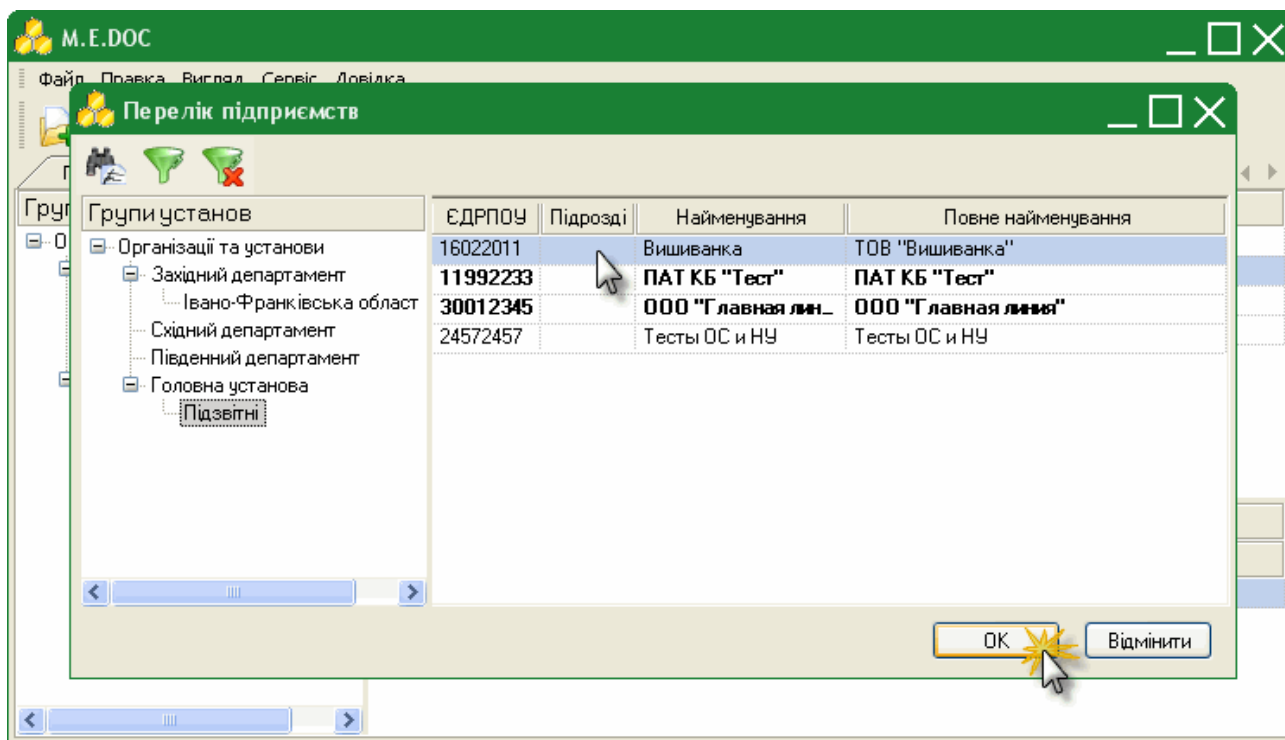 M.E.DOC
Файл Правка Вигляд Сервіс Довідка
Перелік підприємств
Групи установ
ЄДРПОУ Підрозді Найменування Повне найменування
Організації та установи
16022011 Вишиванка ТОВ "Вишиванка"
Західний департамент
11992233 ПАТ КБ "Тест" ПАТ КБ "Тест"
Івано-Франківська област
30012345 ООО "Главная лин... ООО "Главная линия"
Східний департамент
24572457 Тесты ОС и НУ Тесты ОС и НУ
Південний департамент
Головна установа
Підзвітні
OK Відмінити